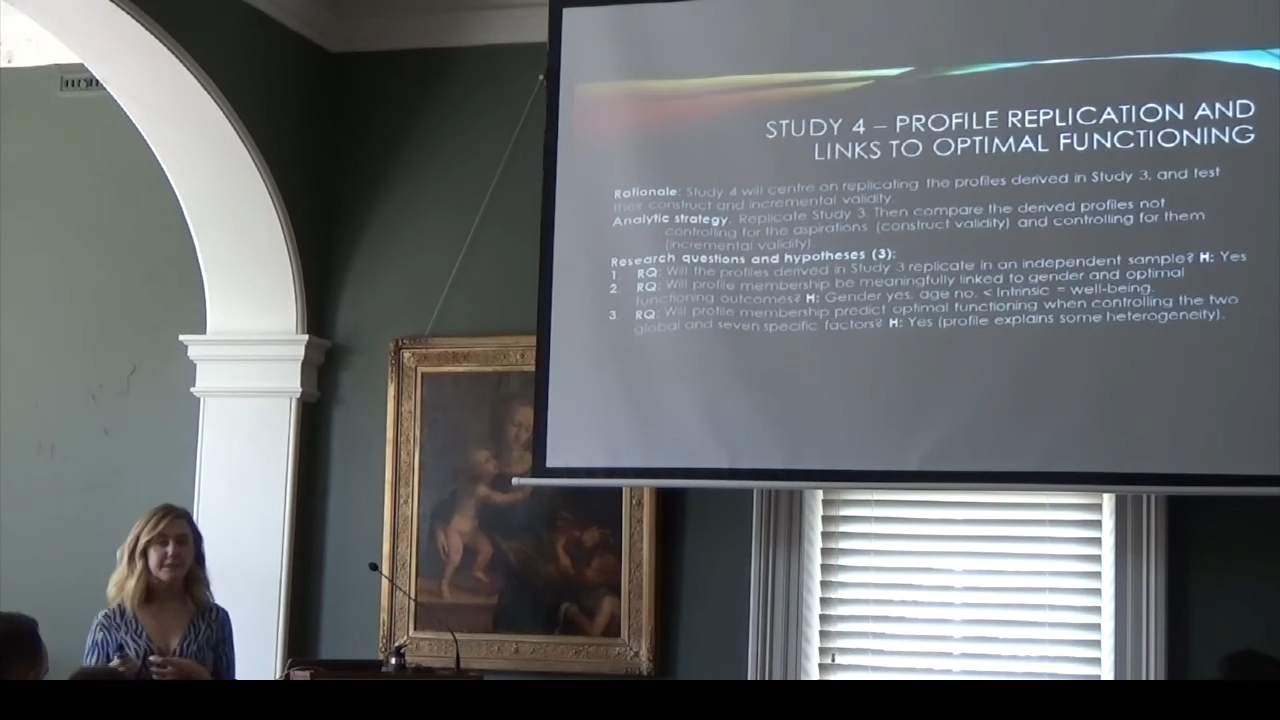 STUDY 4 – PROFILE REPLICATION AND
LINKS TO OPTIMAL FUNCTIONING
Rationale: Study 4 will centre on replicating the profiles derived in Study 3, and test
their construct and incremental validity.
Analytic strategy. Replicate Study 3. Then compare the derived profiles not
controlling for the aspirations (construct validity) and controlling for them
(incremental validity).
Research questions and hypotheses (3):
1. RQ: Will the profiles derived in Study 3 replicate in an independent sample? H: Yes
2. RQ: Will profile membership be meaningfully linked to gender and optimal
functioning outcomes? H: Gender yes, age no. < Intrinsic = well-being.
3. RQ: Will profile membership predict optimal functioning when controlling the two
global and seven specific factors? H: Yes (profile explains some heterogeneity).